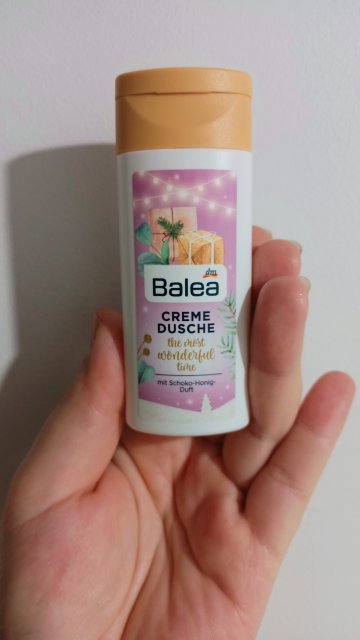 dm
Balea
CREME
DUSCHE
the most
wonderful
time
mit Schoko-Honig-
Duft